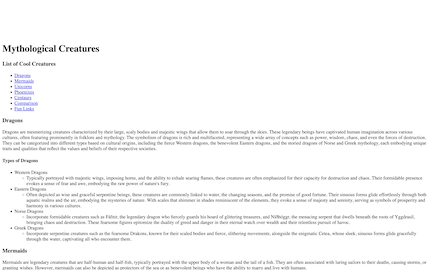 Mythological Creatures
List of Cool Creatures
Dragons
Mermaids
Unicorns
Phoenixes
Centaurs
Comparison
Fun Links
Dragons
Dragons are mesmerizing creatures characterized by their large, scaly bodies and majestic wings that allow them to soar through the skies. These legendary beings have captivated human imagination across various
cultures, often featuring prominently in folklore and mythology. The symbolism of dragons is rich and multifaceted, representing a wide array of concepts such as power, wisdom, chaos, and even the forces of destruction.
They can be categorized into different types based on cultural origins, including the fierce Western dragons, the benevolent Eastern dragons, and the storied dragons of Norse and Greek mythology, each embodying unique
traits and qualities that reflect the values and beliefs of their respective societies.
Types of Dragons
Western Dragons
Typically portrayed with majestic wings, imposing horns, and the ability to exhale searing flames, these creatures are often emphasized for their capacity for destruction and chaos. Their formidable presence
evokes a sense of fear and awe, embodying the raw power of nature's fury.
Eastern Dragons
Often depicted as wise and graceful serpentine beings, these creatures are commonly linked to water, the changing seasons, and the promise of good fortune. Their sinuous forms glide effortlessly through both
aquatic realms and the air, embodying the mysteries of nature. With scales that shimmer in shades reminiscent of the elements, they evoke a sense of majesty and serenity, serving as symbols of prosperity and
harmony in various cultures.
Norse Dragons
Incorporate formidable creatures such as Fáfnir, the legendary dragon who fiercely guards his hoard of glittering treasures, and Níðhöggr, the menacing serpent that dwells beneath the roots of Yggdrasil,
bringing chaos and destruction. These fearsome figures epitomize the duality of greed and danger in their eternal watch over wealth and their relentless pursuit of havoc.
Greek Dragons
Incorporate serpentine creatures such as the fearsome Drakons, known for their scaled bodies and fierce, slithering movements, alongside the enigmatic Cetea, whose sleek, sinuous forms glide gracefully
through the water, captivating all who encounter them.
Mermaids
Mermaids are legendary creatures that are half-human and half-fish, typically portrayed with the upper body of a woman and the tail of a fish. They are often associated with luring sailors to their deaths, causing storms, or
granting wishes. However, mermaids can also be depicted as protectors of the sea or as benevolent beings who have the ability to marry and live with humans.